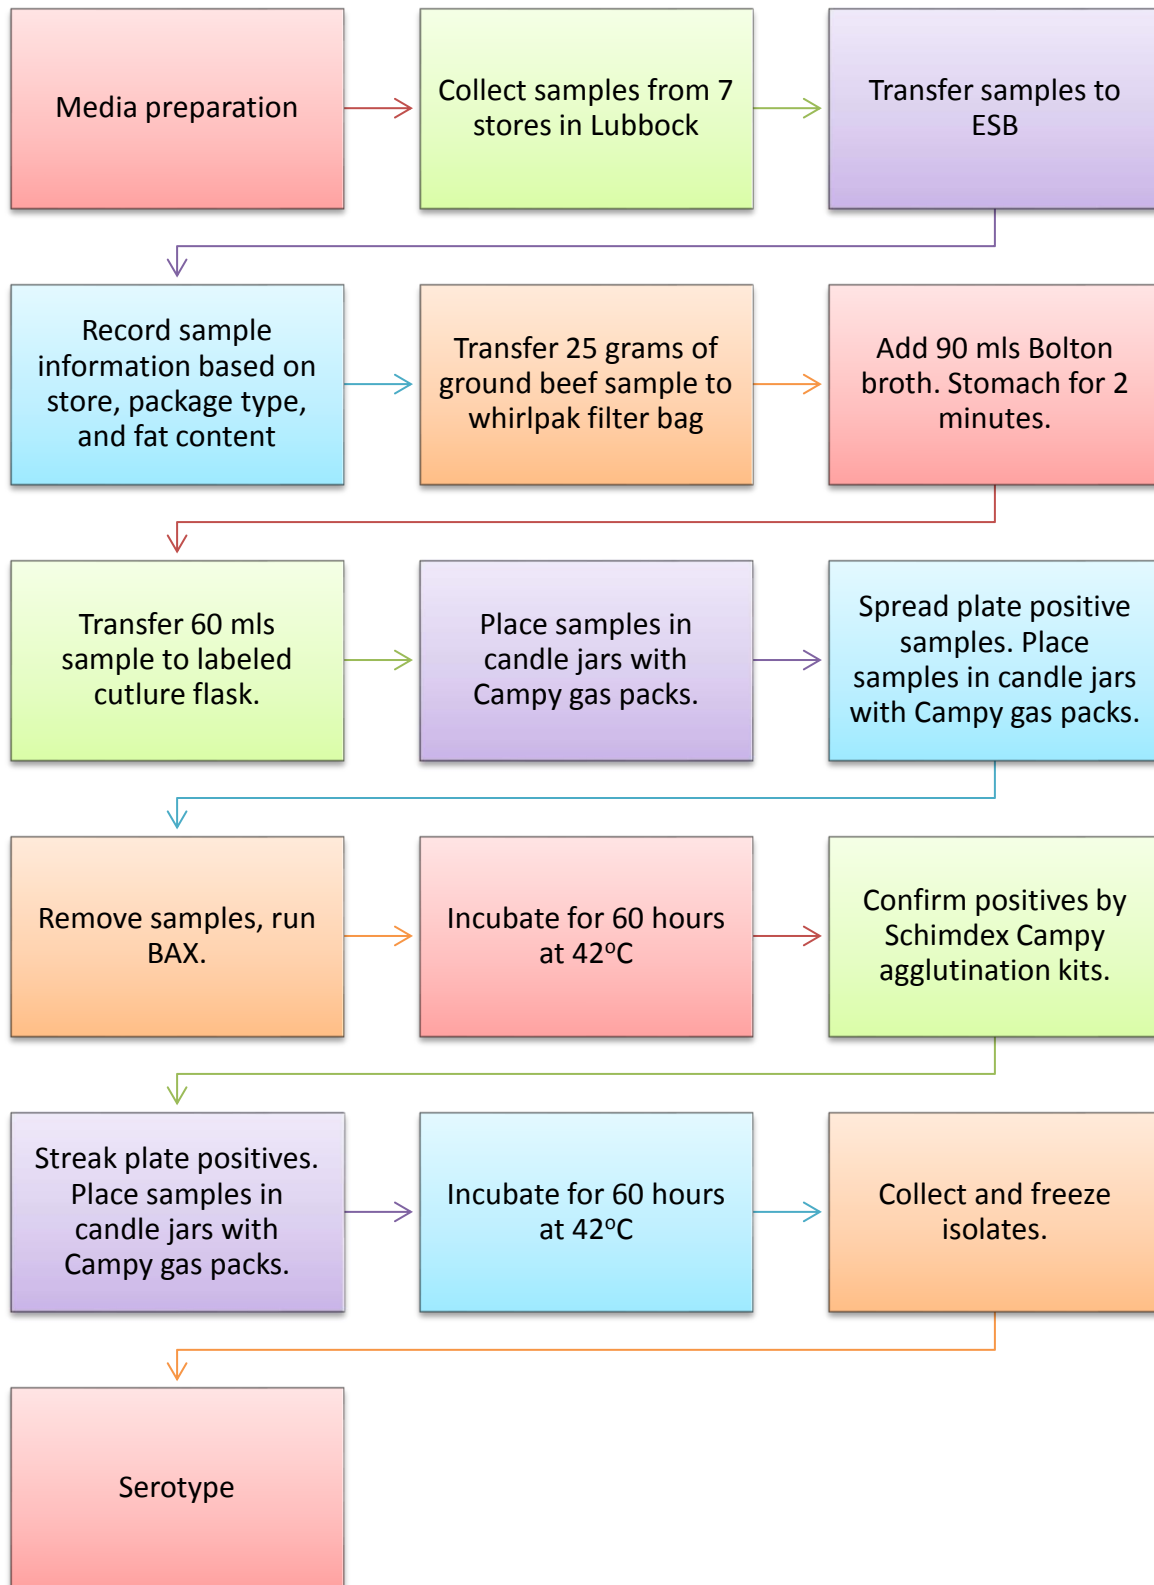 Media preparation
Collect samples from 7
stores in Lubbock
Transfer samples to
ESB
Record sample
information based on
store, package type,
and fat content
Transfer 25 grams of
ground beef sample to
whirlpak filter bag
Add 90 mls Bolton
broth. Stomach for 2
minutes.
Transfer 60 mls
sample to labeled
cutlure flask.
Place samples in
candle jars with
Campy gas packs.
Spread plate positive
samples. Place
samples in candle jars
with Campy gas packs.
Remove samples, run
BAX.
Incubate for 60 hours
at 42°C
Confirm positives by
Schimdex Campy
agglutination kits.
Streak plate positives.
Place samples in
candle jars with
Campy gas packs.
Incubate for 60 hours
at 42°C
Collect and freeze
isolates.
Serotype